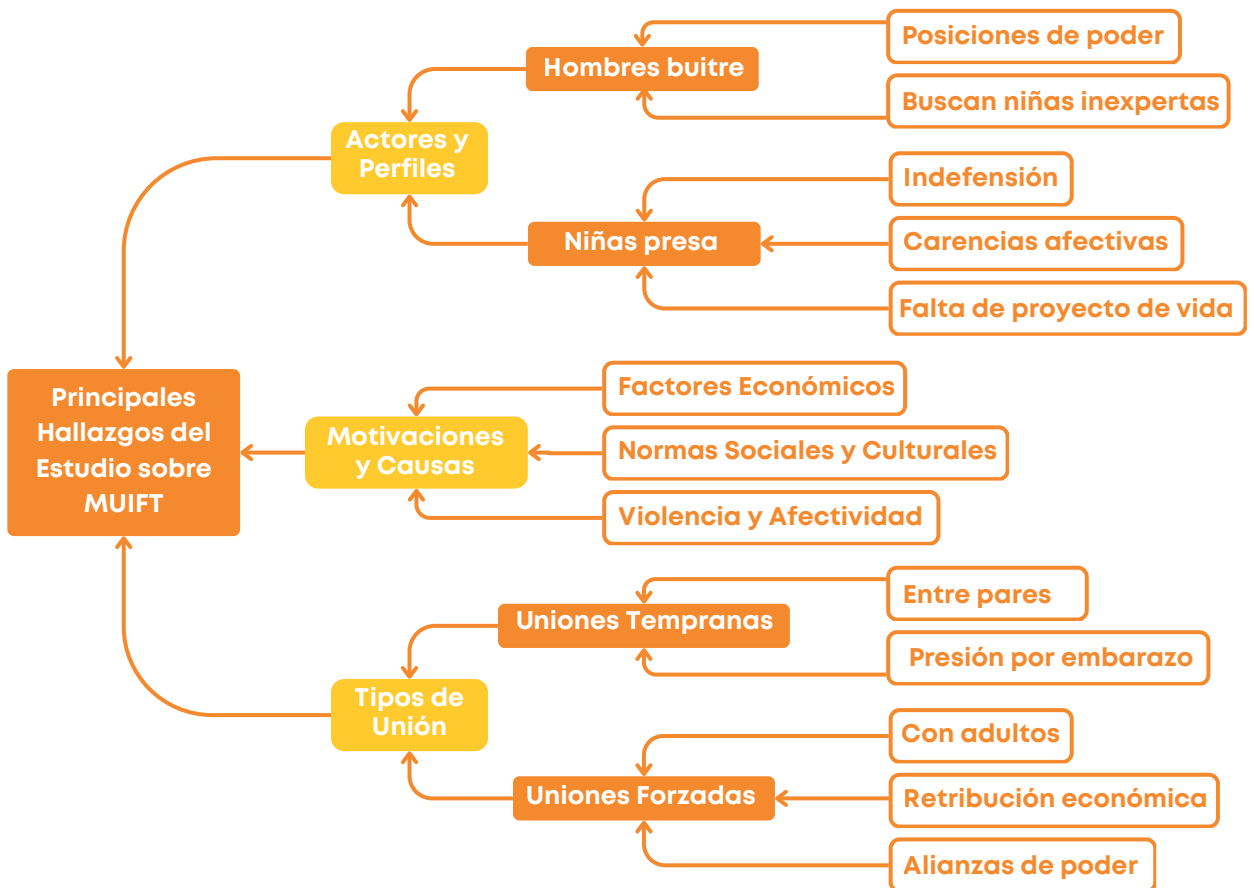 Principales
Hallazgos del
Estudio sobre
MUIFT
Actores y
Perfiles
Hombres buitre
Posiciones de poder
Buscan niñas inexpertas
Niñas presa
Indefensión
Carencias afectivas
Falta de proyecto de vida
Motivaciones
y Causas
Factores Económicos
Normas Sociales y Culturales
Violencia y Afectividad
Tipos de
Unión
Uniones Tempranas
Entre pares
Presión por embarazo
Uniones Forzadas
Con adultos
Retribución económica
Alianzas de poder